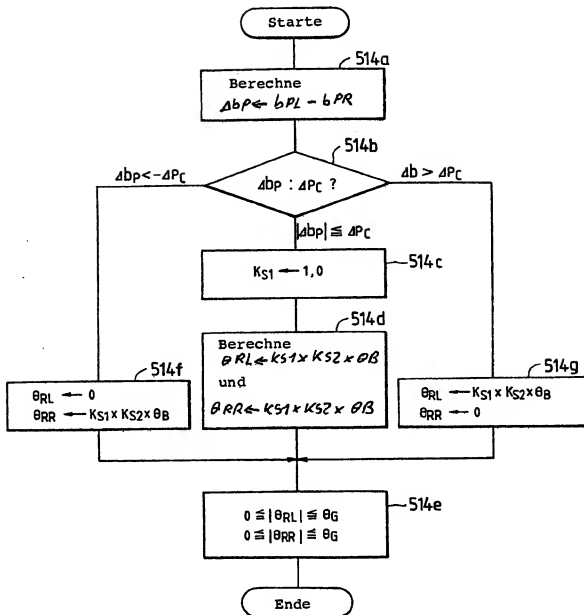 Starte
514a
Berechne
ΔbP ← bPL − bPR
514b
ΔbP < −ΔPC
ΔbP : ΔPC ?
Δb > ΔPC
|ΔbP| ≦ ΔPC
KS1 ← 1,0
514c
514d
Berechne
θRL ← KS1 x KS2 x θB
und
θRR ← KS1 x KS2 x θB
514f
θRL ← 0
θRR ← KS1 x KS2 x θB
514g
θRL ← KS1 x KS2 x θB
θRR ← 0
514e
0 ≦ |θRL| ≦ θG
0 ≦ |θRR| ≦ θG
Ende